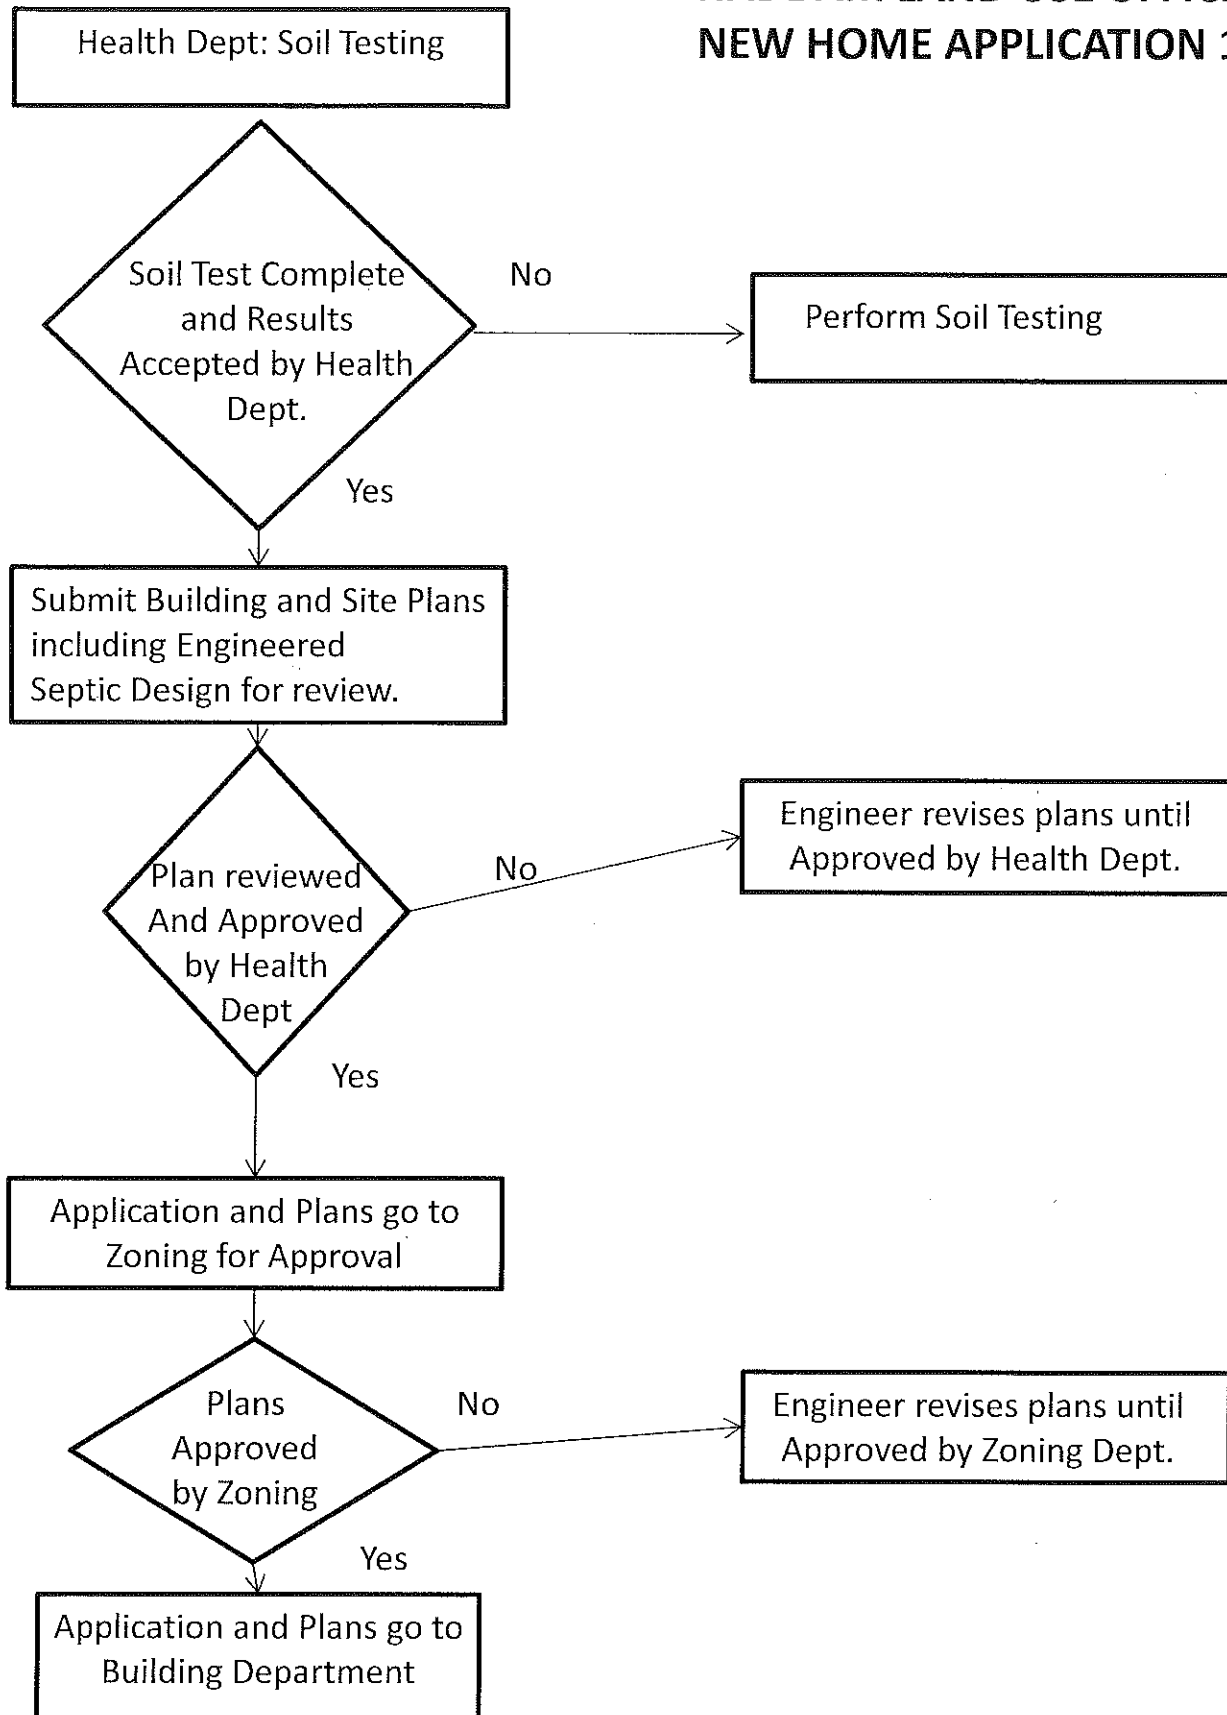 NEW HOME APPLICATION
Health Dept: Soil Testing
Soil Test Complete
and Results
Accepted by Health
Dept.
No
Perform Soil Testing
Yes
Submit Building and Site Plans
including Engineered
Septic Design for review.
Plan reviewed
And Approved
by Health
Dept
No
Engineer revises plans until
Approved by Health Dept.
Yes
Application and Plans go to
Zoning for Approval
Plans
Approved
by Zoning
No
Engineer revises plans until
Approved by Zoning Dept.
Yes
Application and Plans go to
Building Department